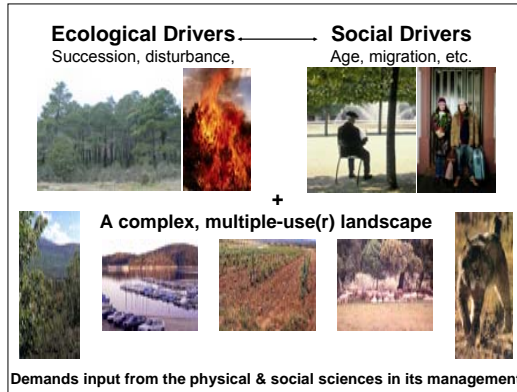 Ecological Drivers Social Drivers
Succession, disturbance, Age, migration, etc.
+
A complex, multiple-use(r) landscape
Demands input from the physical & social sciences in its management